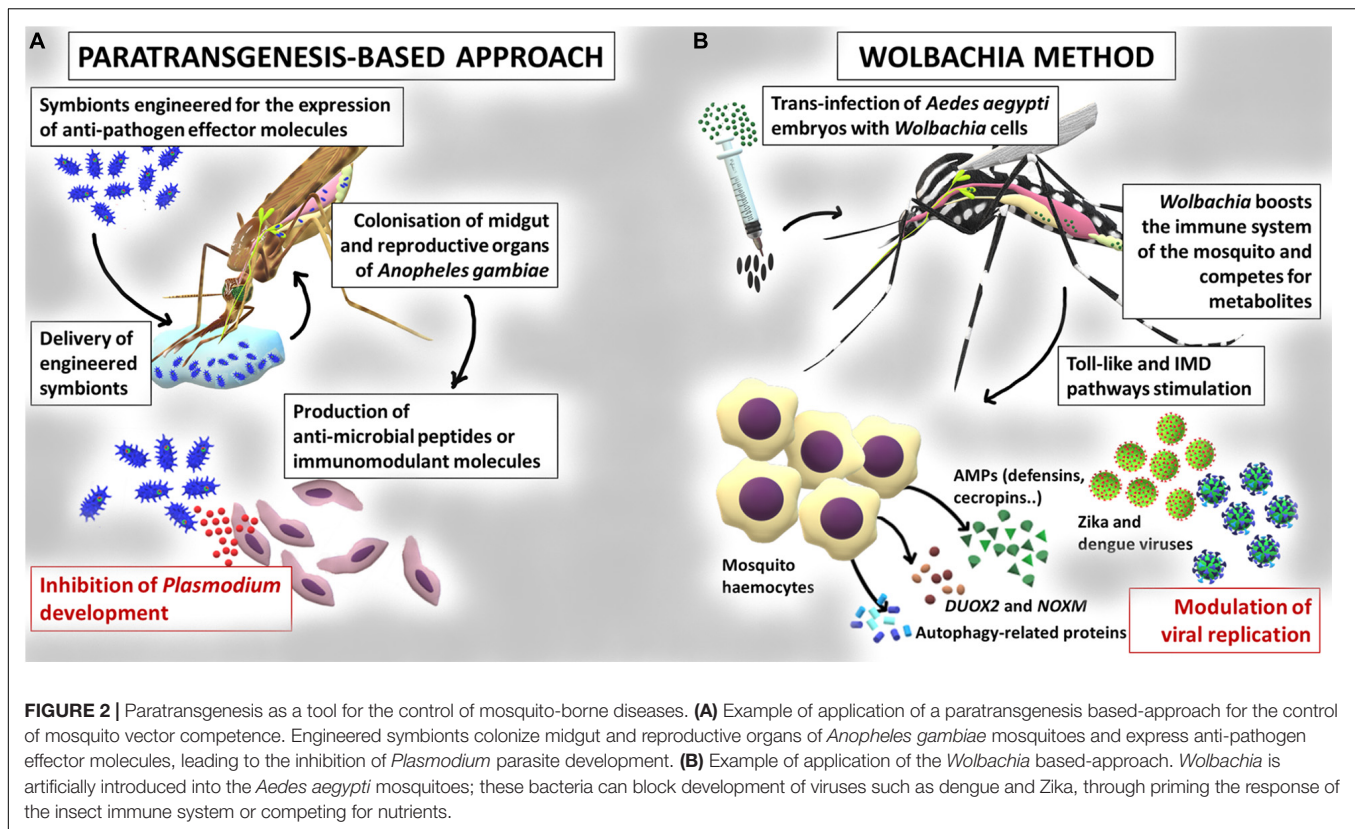 A
PARATRANSGENESIS-BASED APPROACH
Symbionts engineered for the expression
of anti-pathogen effector molecules
Colonisation of midgut
and reproductive organs
of Anopheles gambiae
Delivery of
engineered
symbionts
Production of
anti-microbial peptides or
immunomodulant molecules
Inhibition of Plasmodium
development
B
WOLBACHIA METHOD
Trans-infection of Aedes aegypti
embryos with Wolbachia cells
Wolbachia boosts
the immune system
of the mosquito and
competes for
metabolites
Toll-like and IMD
pathways stimulation
AMPs (defensins,
cecropins..)
Zika and
dengue viruses
Mosquito
haemocytes
DUOX2 and NOXM
Autophagy-related proteins
Modulation of
viral replication
FIGURE 2 | Paratransgenesis as a tool for the control of mosquito-borne diseases. (A) Example of application of a paratransgenesis based-approach for the control
of mosquito vector competence. Engineered symbionts colonize midgut and reproductive organs of Anopheles gambiae mosquitoes and express anti-pathogen
effector molecules, leading to the inhibition of Plasmodium parasite development. (B) Example of application of the Wolbachia based-approach. Wolbachia is
artificially introduced into the Aedes aegypti mosquitoes; these bacteria can block development of viruses such as dengue and Zika, through priming the response of
the insect immune system or competing for nutrients.